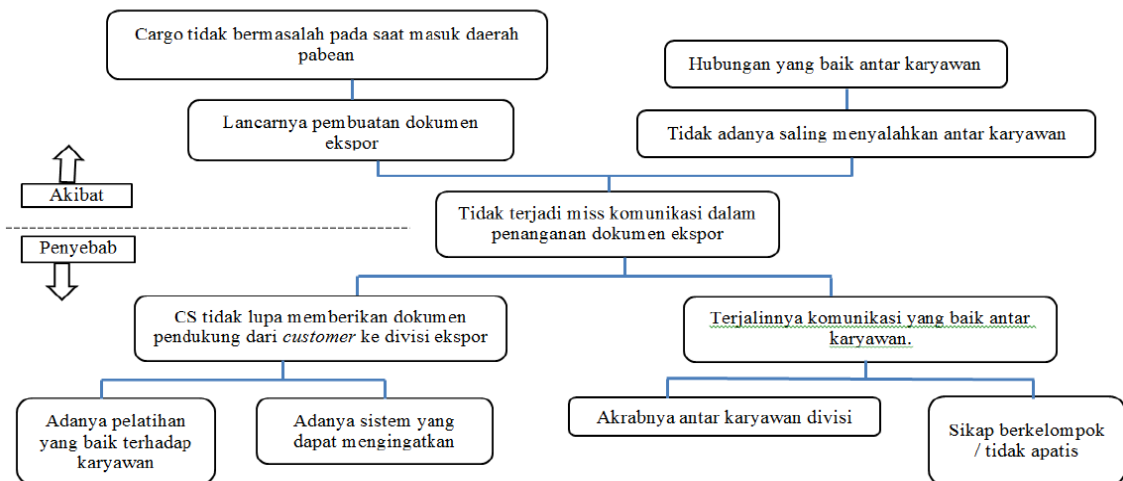 Cargo tidak bermasalah pada saat masuk daerah
pabean
Hubungan yang baik antar karyawan
Lancarnya pembuatan dokumen
ekspor
Tidak adanya saling menyalahkan antar karyawan
Akibat
Tidak terjadi miss komunikasi dalam
penanganan dokumen ekspor
Penyebab
CS tidak lupa memberikan dokumen
pendukung dari customer ke divisi ekspor
Terjalinnya komunikasi yang baik antar
karyawan.
Adanya pelatihan
yang baik terhadap
karyawan
Adanya sistem yang
dapat mengingatkan
Akrabnya antar karyawan divisi
Sikap berkelompok
/ tidak apatis